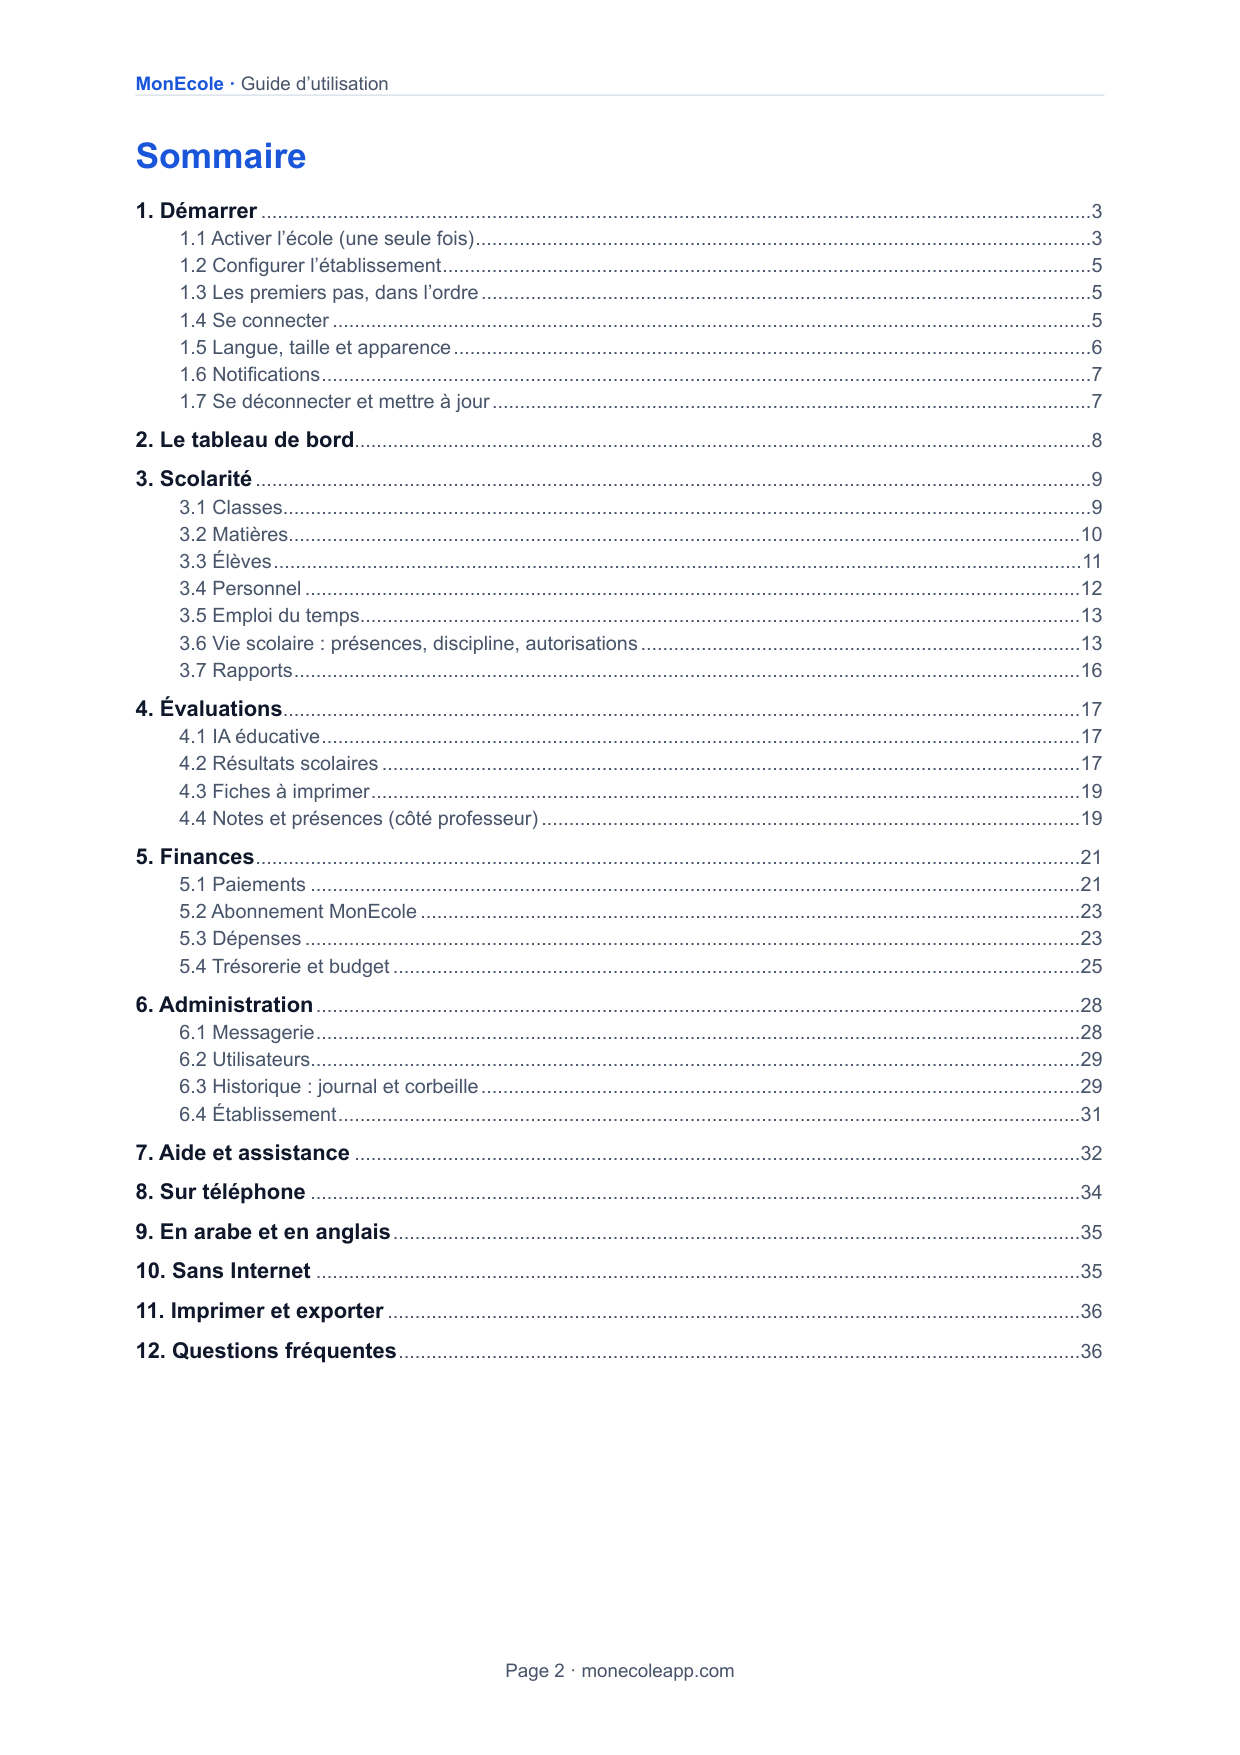 MonEcole · Guide d’utilisation
Sommaire
1. Démarrer 3
1.1 Activer l’école (une seule fois) 3
1.2 Configurer l’établissement 5
1.3 Les premiers pas, dans l’ordre 5
1.4 Se connecter 5
1.5 Langue, taille et apparence 6
1.6 Notifications 7
1.7 Se déconnecter et mettre à jour 7
2. Le tableau de bord 8
3. Scolarité 9
3.1 Classes 9
3.2 Matières 10
3.3 Élèves 11
3.4 Personnel 12
3.5 Emploi du temps 13
3.6 Vie scolaire : présences, discipline, autorisations 13
3.7 Rapports 16
4. Évaluations 17
4.1 IA éducative 17
4.2 Résultats scolaires 17
4.3 Fiches à imprimer 19
4.4 Notes et présences (côté professeur) 19
5. Finances 21
5.1 Paiements 21
5.2 Abonnement MonEcole 23
5.3 Dépenses 23
5.4 Trésorerie et budget 25
6. Administration 28
6.1 Messagerie 28
6.2 Utilisateurs 29
6.3 Historique : journal et corbeille 29
6.4 Établissement 31
7. Aide et assistance 32
8. Sur téléphone 34
9. En arabe et en anglais 35
10. Sans Internet 35
11. Imprimer et exporter 36
12. Questions fréquentes 36
Page 2 · monecoleapp.com